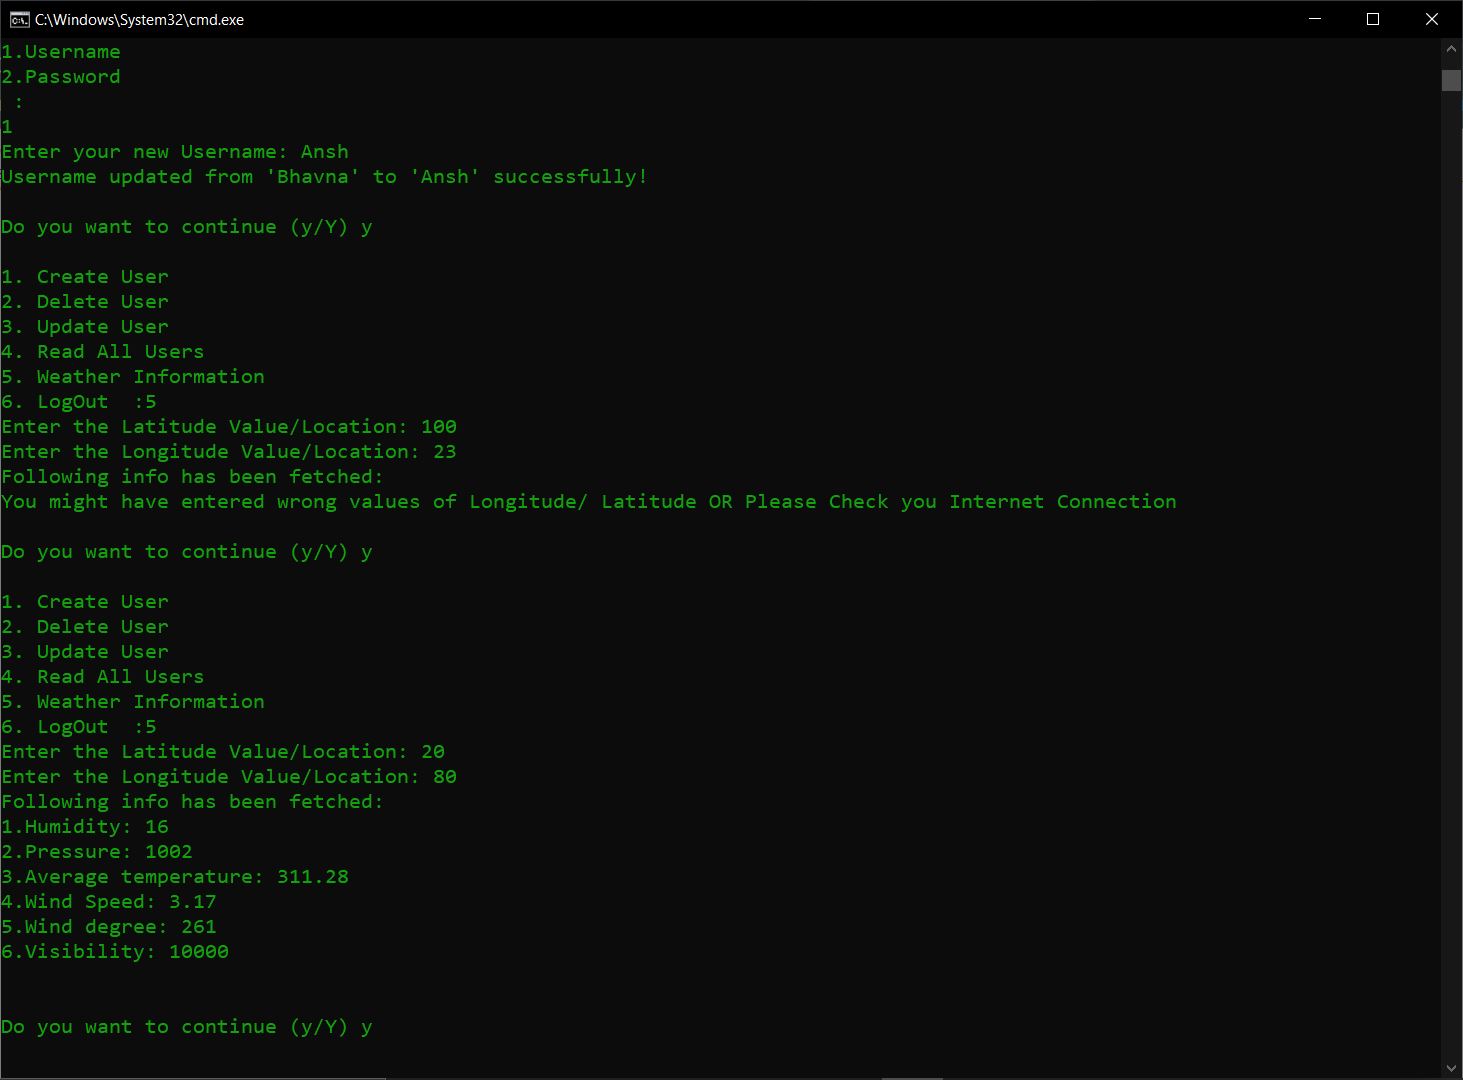 C:\Windows\System32\cmd.exe
1.Username
2.Password
 :
1
Enter your new Username: Ansh
Username updated from 'Bhavna' to 'Ansh' successfully!
Do you want to continue (y/Y) y
1. Create User
2. Delete User
3. Update User
4. Read All Users
5. Weather Information
6. LogOut  :5
Enter the Latitude Value/Location: 100
Enter the Longitude Value/Location: 23
Following info has been fetched:
You might have entered wrong values of Longitude/ Latitude OR Please Check you Internet Connection
Do you want to continue (y/Y) y
1. Create User
2. Delete User
3. Update User
4. Read All Users
5. Weather Information
6. LogOut  :5
Enter the Latitude Value/Location: 20
Enter the Longitude Value/Location: 80
Following info has been fetched:
1.Humidity: 16
2.Pressure: 1002
3.Average temperature: 311.28
4.Wind Speed: 3.17
5.Wind degree: 261
6.Visibility: 10000
Do you want to continue (y/Y) y